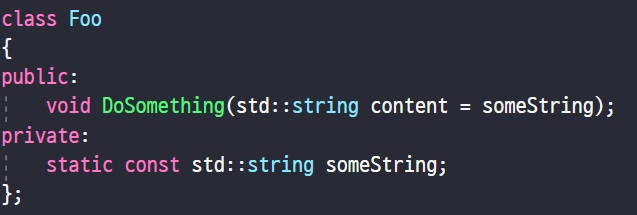 class Foo
{
public:
    void DoSomething(std::string content = someString);
private:
    static const std::string someString;
};